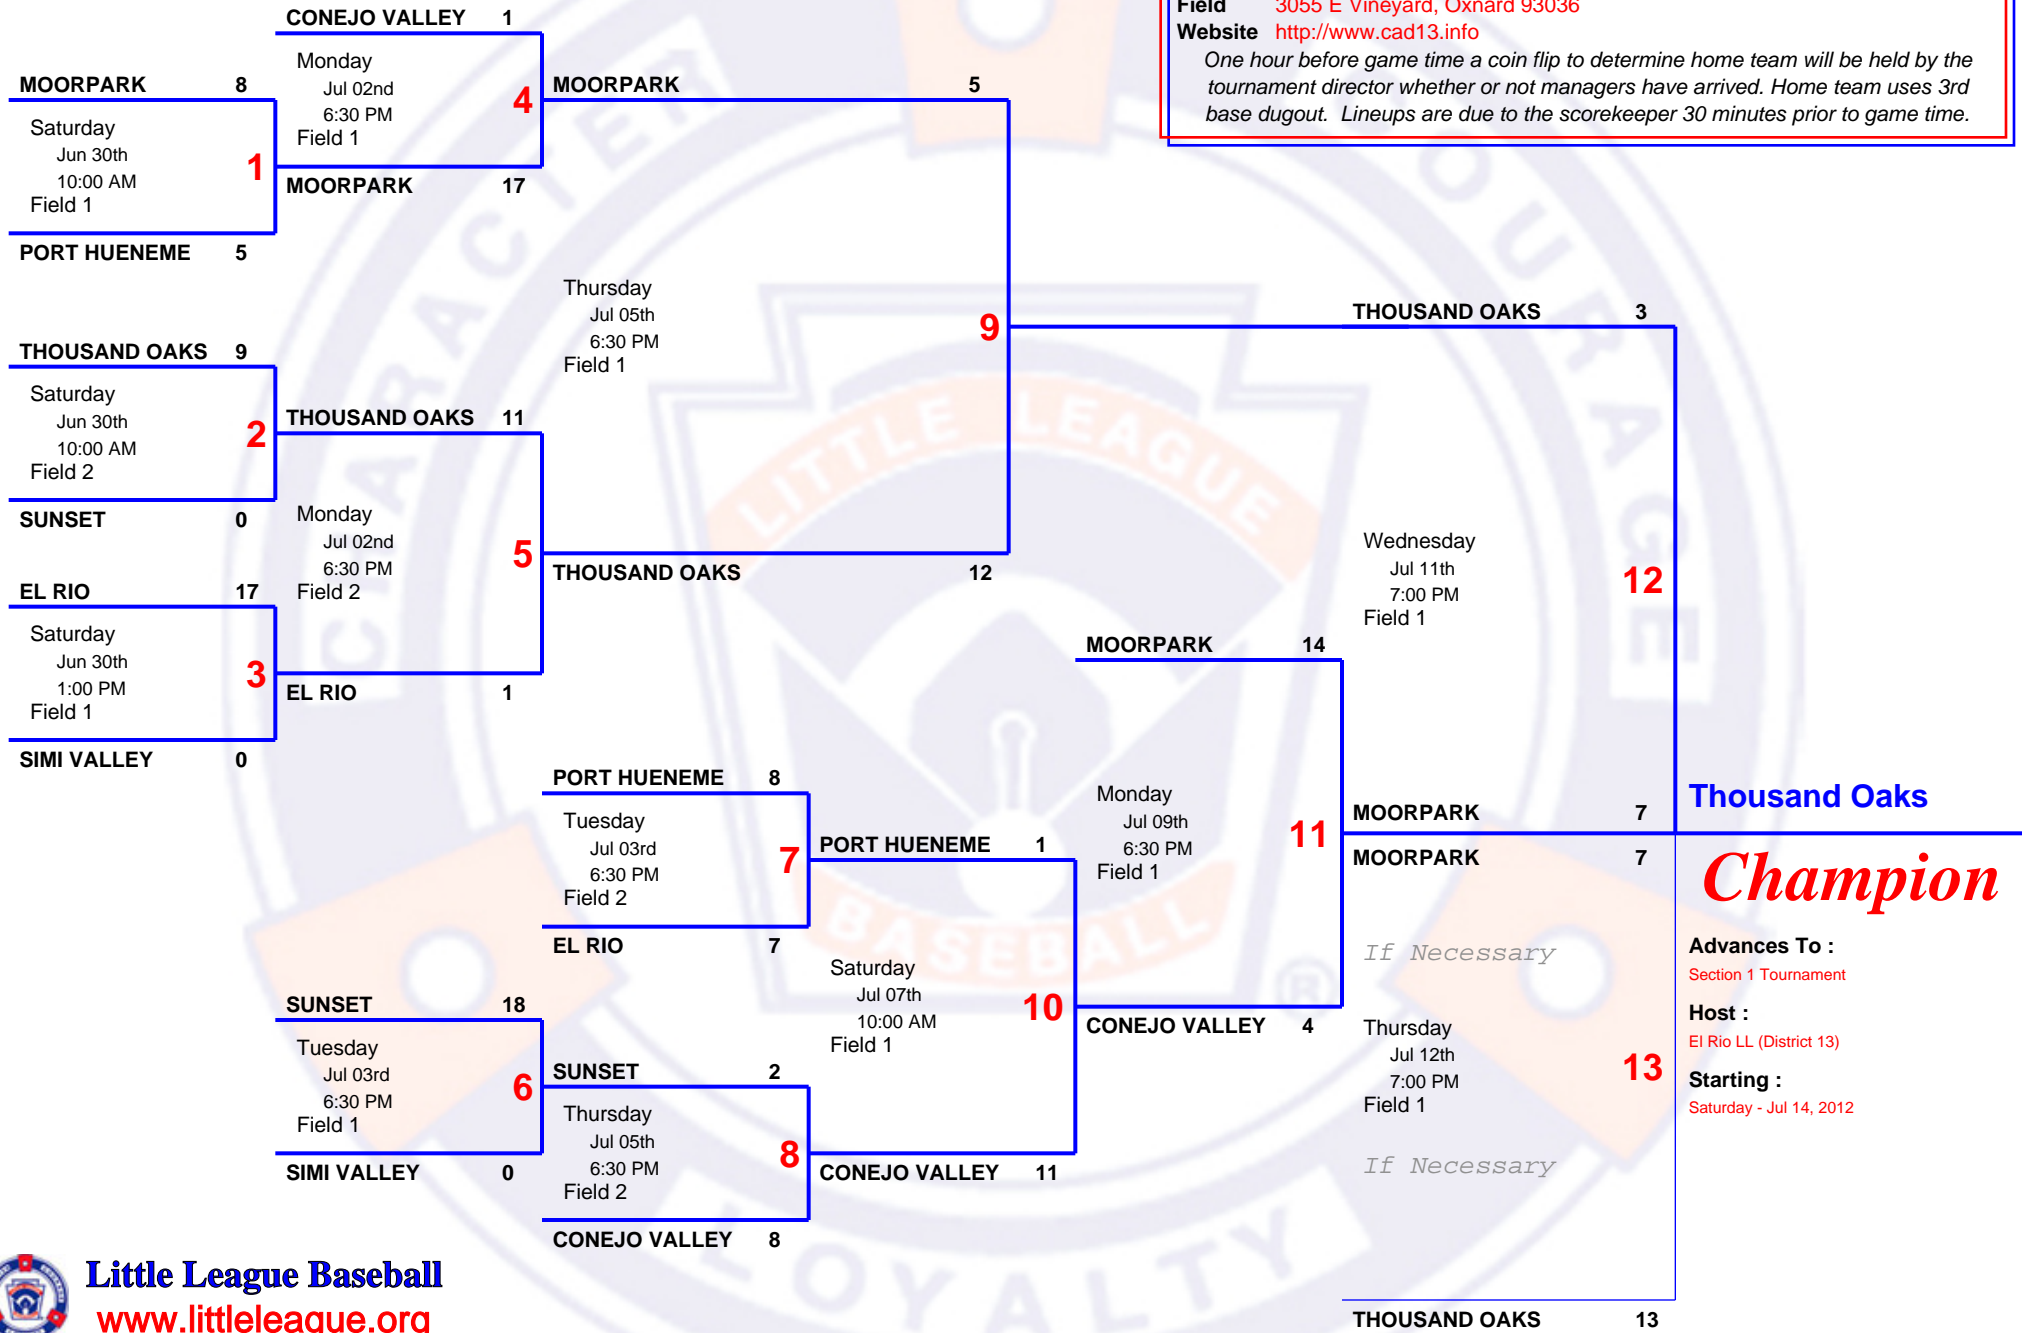 CONEJO VALLEY 1
Monday
Jul 02nd
6:30 PM
Field 1
4
MOORPARK 17
MOORPARK 8
Saturday
Jun 30th
10:00 AM
Field 1
1
PORT HUENEME 5
MOORPARK 5
Field 3055 E Vineyard, Oxnard 93036
Website http://www.cad13.info
One hour before game time a coin flip to determine home team will be held by the
tournament director whether or not managers have arrived. Home team uses 3rd
base dugout. Lineups are due to the scorekeeper 30 minutes prior to game time.
THOUSAND OAKS 9
Saturday
Jun 30th
10:00 AM
Field 2
2
SUNSET 0
THOUSAND OAKS 11
Monday
Jul 02nd
6:30 PM
Field 2
5
EL RIO 1
EL RIO 17
Saturday
Jun 30th
1:00 PM
Field 1
3
SIMI VALLEY 0
Thursday
Jul 05th
6:30 PM
Field 1
9
THOUSAND OAKS 12
THOUSAND OAKS 3
Wednesday
Jul 11th
7:00 PM
Field 1
12
MOORPARK 7
PORT HUENEME 8
Tuesday
Jul 03rd
6:30 PM
Field 2
7
EL RIO 7
SUNSET 18
Tuesday
Jul 03rd
6:30 PM
Field 1
6
SIMI VALLEY 0
SUNSET 2
Thursday
Jul 05th
6:30 PM
Field 2
8
CONEJO VALLEY 8
PORT HUENEME 1
Saturday
Jul 07th
10:00 AM
Field 1
10
CONEJO VALLEY 11
MOORPARK 14
Monday
Jul 09th
6:30 PM
Field 1
11
CONEJO VALLEY 4
MOORPARK 7
If Necessary
Thursday
Jul 12th
7:00 PM
Field 1
13
If Necessary
THOUSAND OAKS 13
Thousand Oaks
Champion
Advances To :
Section 1 Tournament
Host :
El Rio LL (District 13)
Starting :
Saturday - Jul 14, 2012
CHARACTER
COURAGE
LOYALTY
LITTLE LEAGUE
BASEBALL
®
Little League Baseball
www.littleleague.org